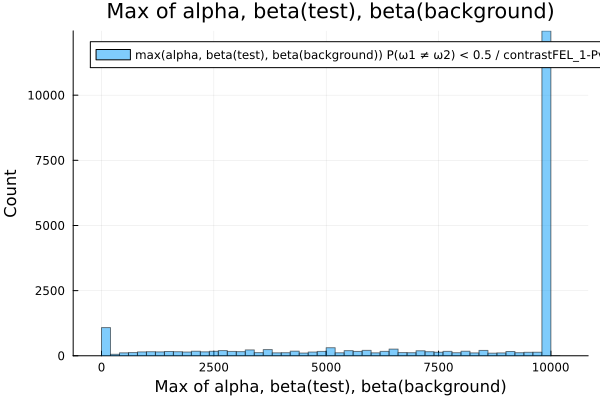 Max of alpha, beta(test), beta(background)
max(alpha, beta(test), beta(background)) P(ω1 ≠ ω2) < 0.5 / contrastFEL_1-Pv
10000
7500
5000
2500
0
Count
0 2500 5000 7500 10000
Max of alpha, beta(test), beta(background)